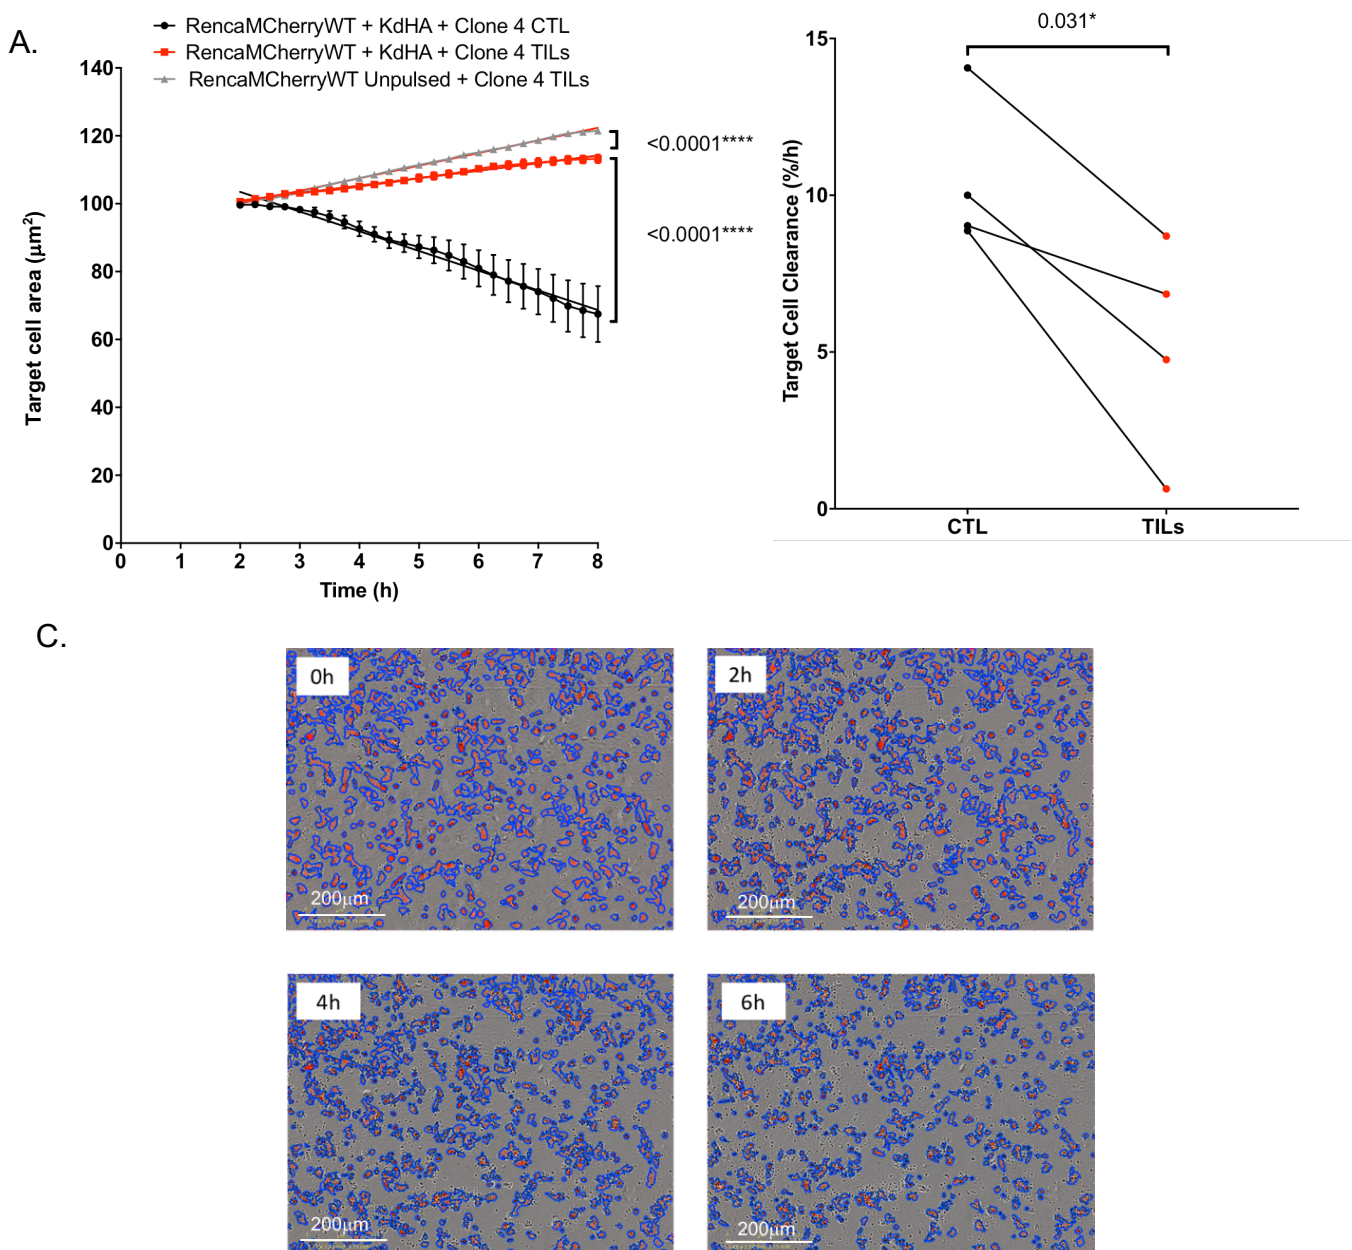 A.
RencaMCherryWT + KdHA + Clone 4 CTL
RencaMCherryWT + KdHA + Clone 4 TILs
RencaMCherryWT Unpulsed + Clone 4 TILs
140
120
100
80
60
40
20
0
Target cell area (μm²)
0 1 2 3 4 5 6 7 8
Time (h)
<0.0001****
<0.0001****
0.031*
15
10
5
0
Target Cell Clearance (%/h)
CTL TILs
C.
0h
200μm
2h
200μm
4h
200μm
6h
200μm